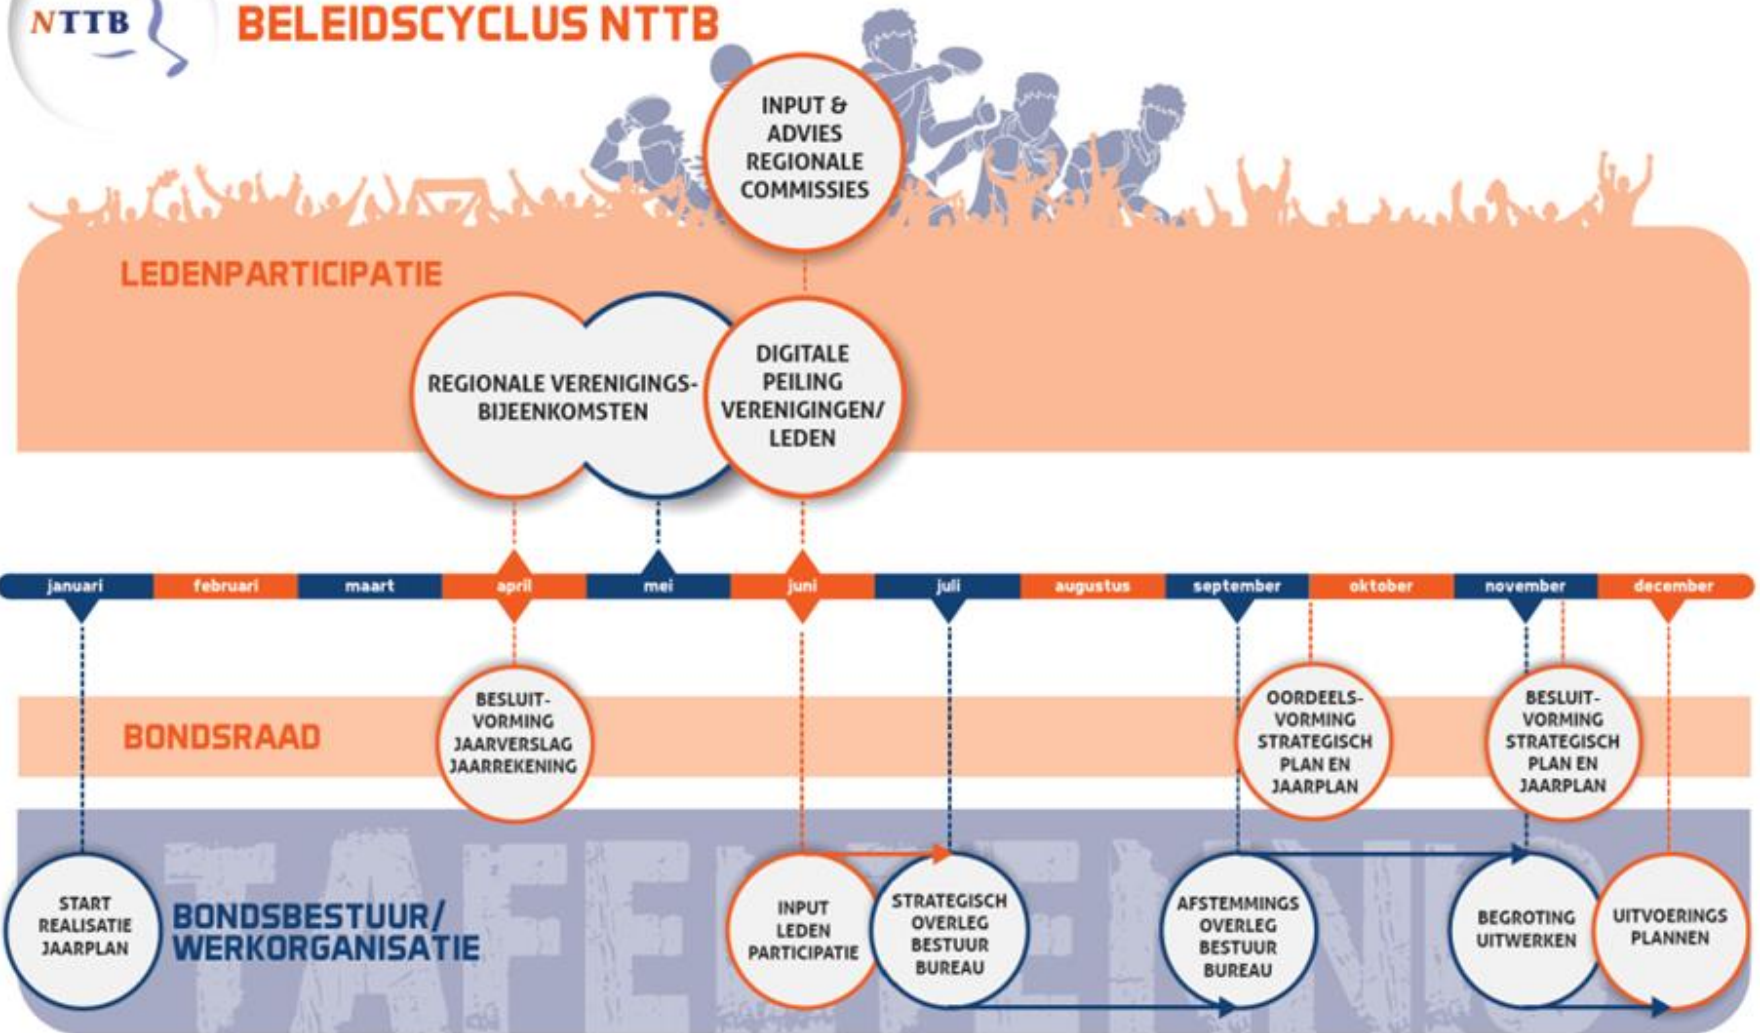 NTTB
BELEIDSCYCLUS NTTB
INPUT &
ADVIES
REGIONALE
COMMISSIES
LEDENPARTICIPATIE
REGIONALE VERENIGINGS-
BIJEENKOMSTEN
DIGITALE
PEILING
VERENIGINGEN/
LEDEN
januari februari maart april mei juni juli augustus september oktober november december
BONDSRAAD
BESLUIT-
VORMING
JAARVERSLAG
JAARREKENING
OORDEELS-
VORMING
STRATEGISCH
PLAN EN
JAARPLAN
BESLUIT-
VORMING
STRATEGISCH
PLAN EN
JAARPLAN
START
REALISATIE
JAARPLAN
BONDSBESTUUR/
WERKORGANISATIE
INPUT
LEDEN
PARTICIPATIE
STRATEGISCH
OVERLEG
BESTUUR
BUREAU
AFSTEMMINGS
OVERLEG
BESTUUR
BUREAU
BEGROTING
UITWERKEN
UITVOERINGS
PLANNEN